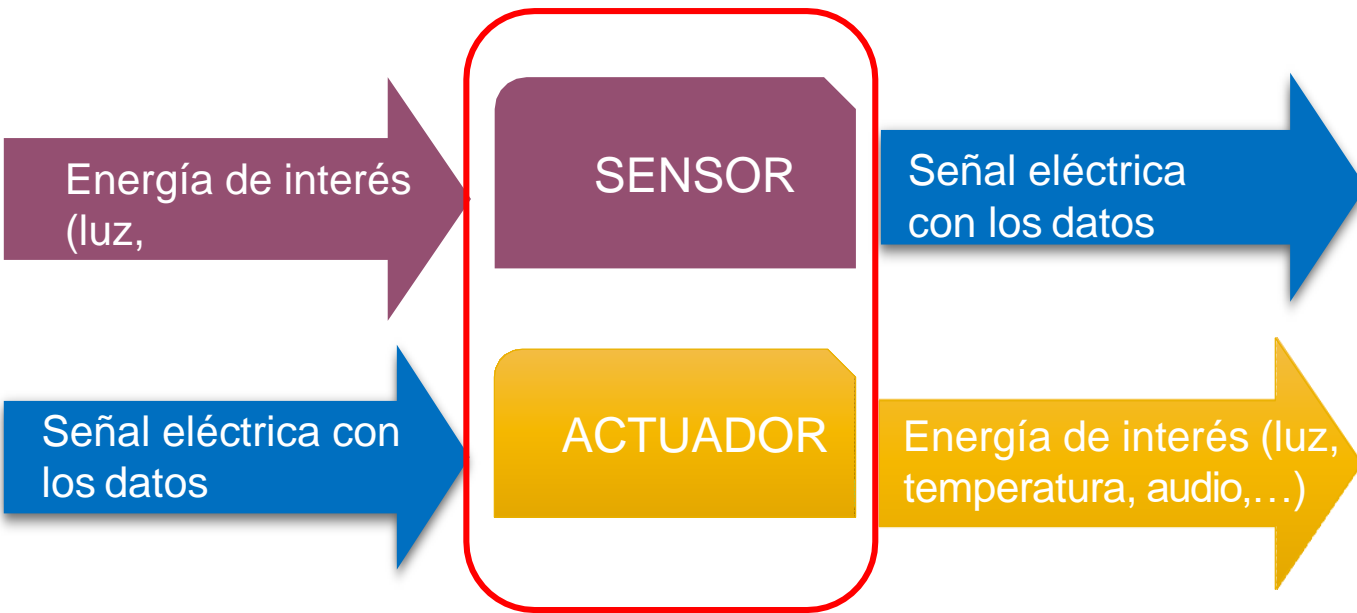 Energía de interés
(luz,
SENSOR
Señal eléctrica
con los datos
Señal eléctrica con
los datos
ACTUADOR
Energía de interés (luz,
temperatura, audio,…)